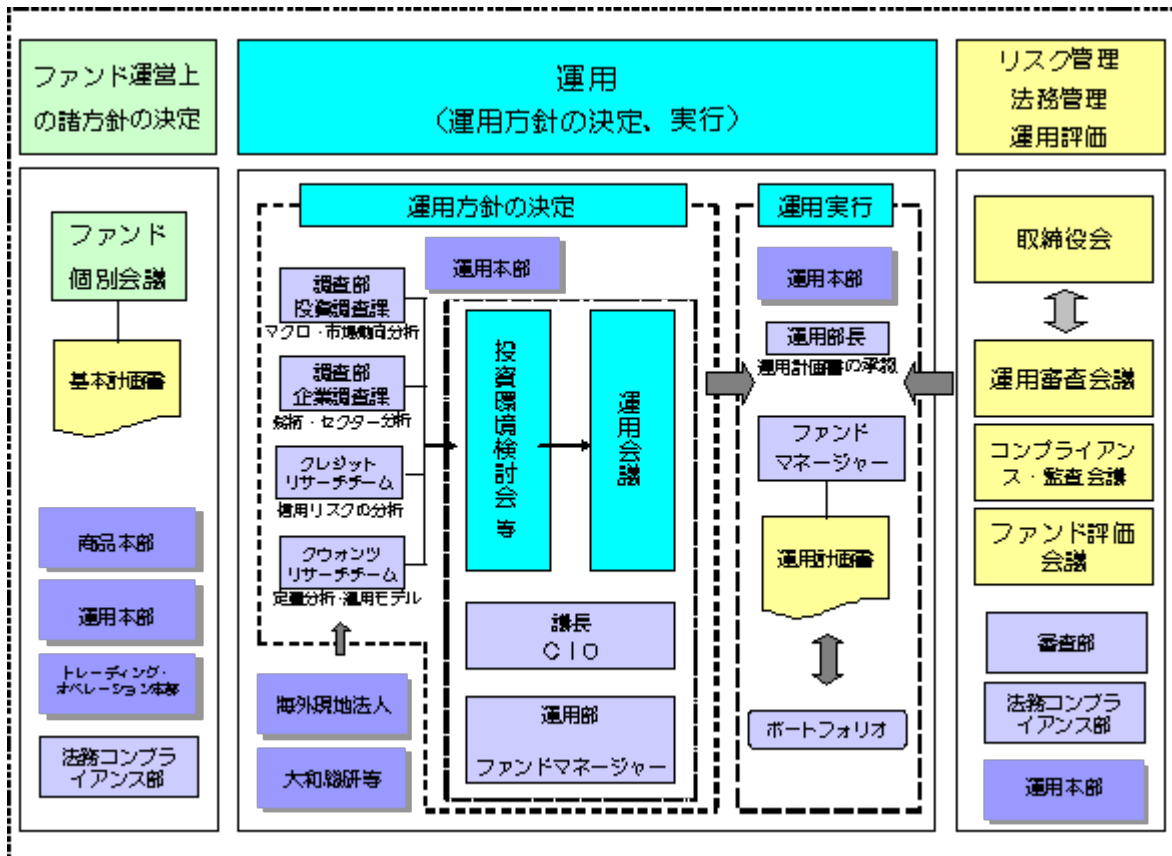 ファンド運営上
の諸方針の決定
運用
（運用方針の決定、実行）
リスク管理
法務管理
運用評価
ファンド
個別会議
基本計画書
商品本部
運用本部
トレーディング・
オペレーション本部
法務コンプラ
イアンス部
運用方針の決定
運用本部
調査部
投資調査課
マクロ・市場動向分析
調査部
企業調査課
銘柄・セクター分析
クレジット
リサーチチーム
信用リスクの分析
クウォンツ
リサーチチーム
定量分析・運用モデル
海外現地法人
大和総研等
投資環境検討会 等
運用会議
議長
ＣＩＯ
運用部
ファンドマネージャー
運用実行
運用本部
運用部長
運用計画書の承認
ファンド
マネージャー
運用計画書
ポートフォリオ
取締役会
運用審査会議
コンプライアン
ス・監査会議
ファンド評価
会議
審査部
法務コンプラ
イアンス部
運用本部